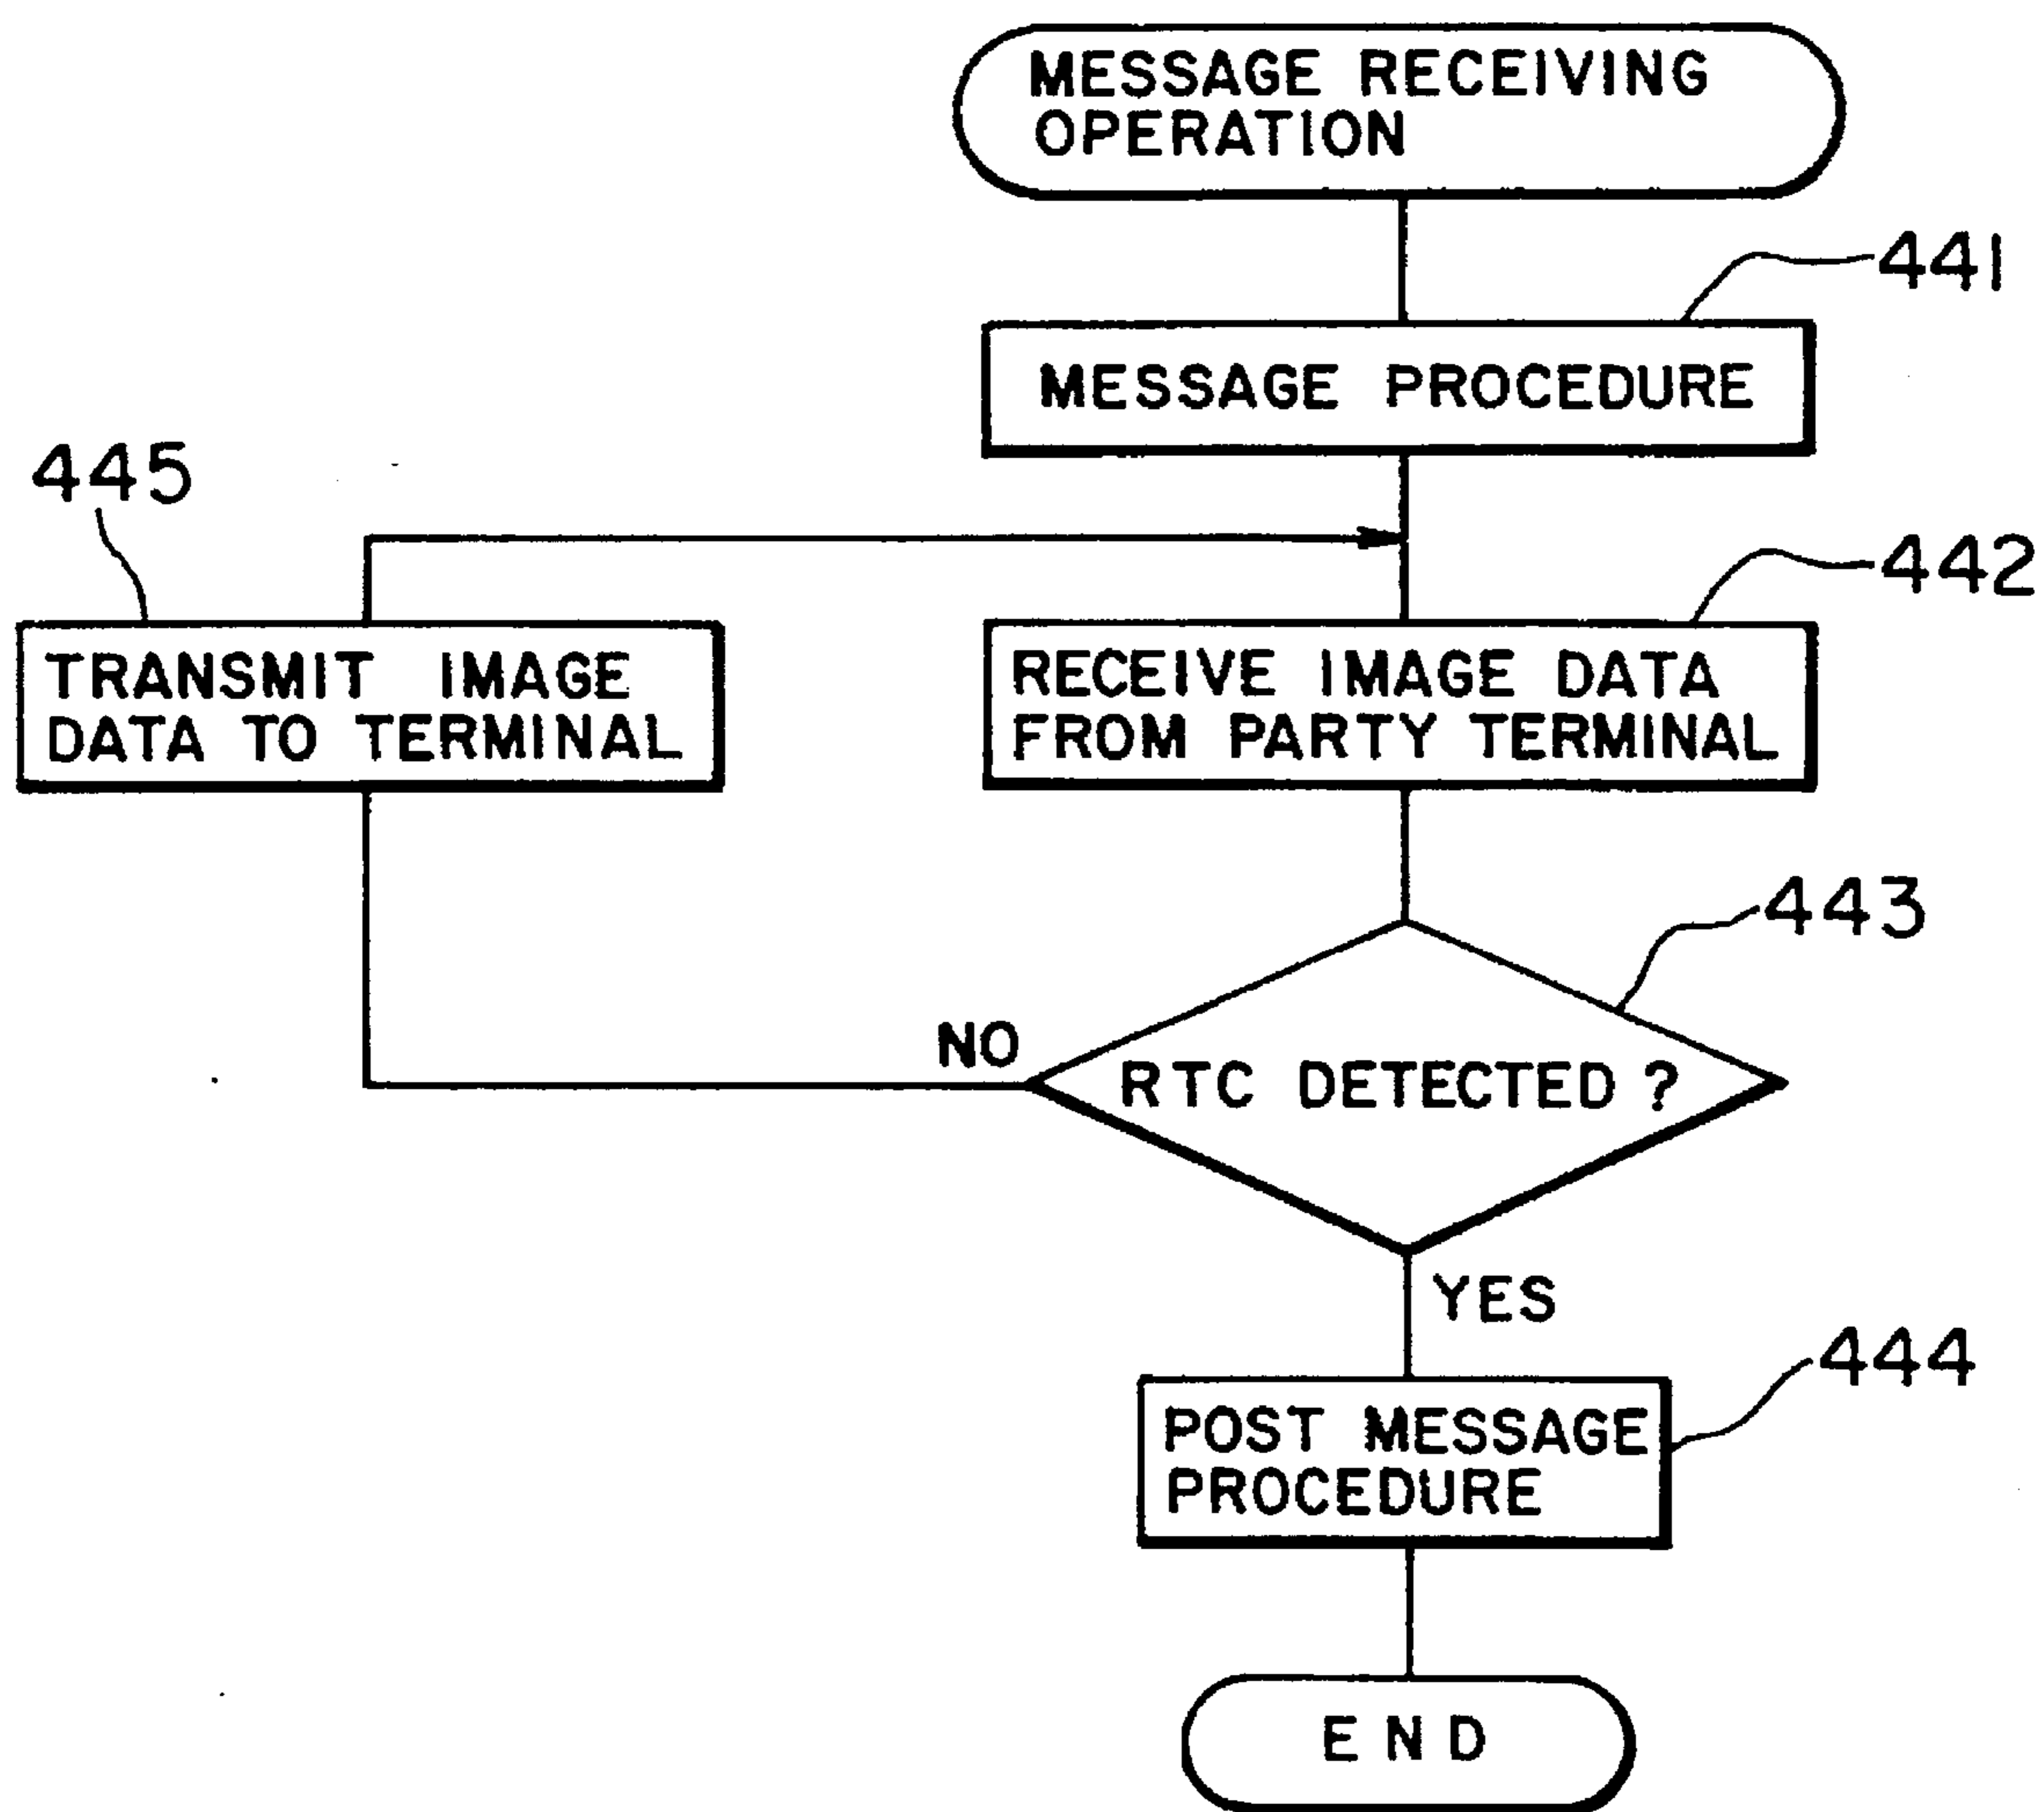 MESSAGE RECEIVING
OPERATION
441
MESSAGE PROCEDURE
445
442
TRANSMIT IMAGE
DATA TO TERMINAL
RECEIVE IMAGE DATA
FROM PARTY TERMINAL
443
NO
RTC DETECTED ?
YES
444
POST MESSAGE
PROCEDURE
END